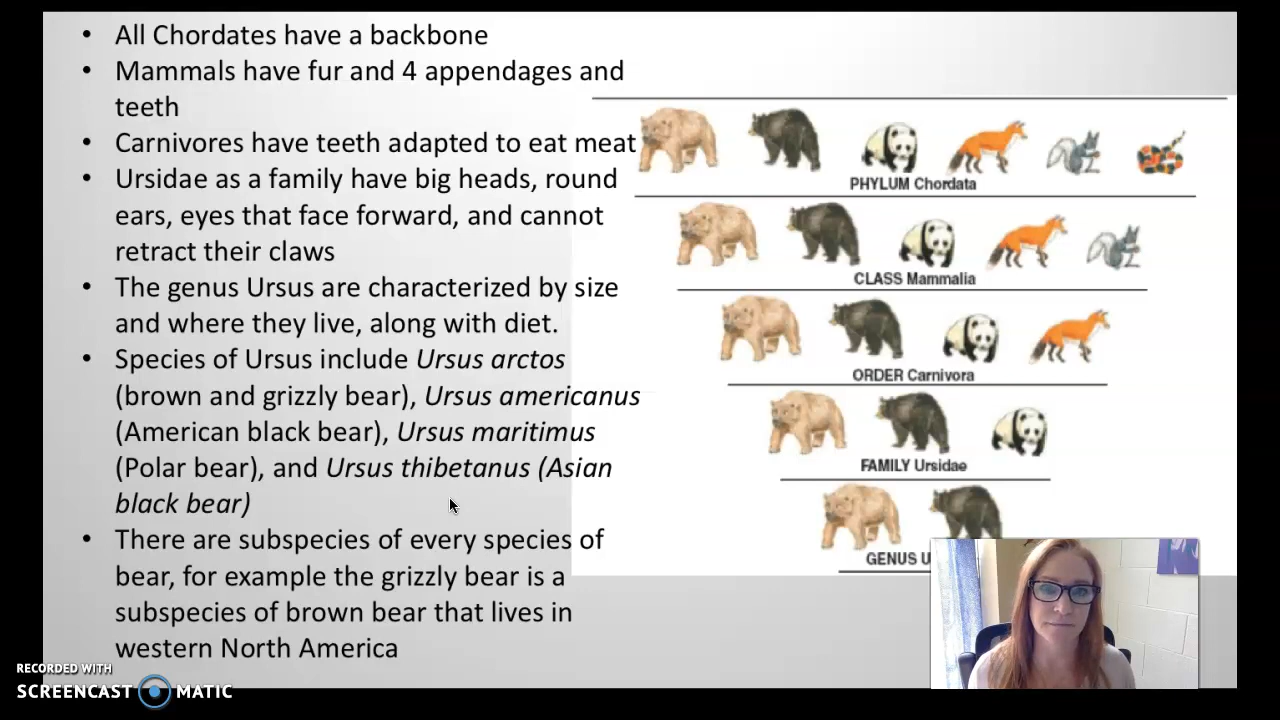 • All Chordates have a backbone
• Mammals have fur and 4 appendages and
teeth
• Carnivores have teeth adapted to eat meat
• Ursidae as a family have big heads, round
ears, eyes that face forward, and cannot
retract their claws
• The genus Ursus are characterized by size
and where they live, along with diet.
• Species of Ursus include Ursus arctos
(brown and grizzly bear), Ursus americanus
(American black bear), Ursus maritimus
(Polar bear), and Ursus thibetanus (Asian
black bear)
• There are subspecies of every species of
bear, for example the grizzly bear is a
subspecies of brown bear that lives in
western North America
PHYLUM Chordata
CLASS Mammalia
ORDER Carnivora
FAMILY Ursidae
GENUS U
RECORDED WITH
SCREENCAST MATIC